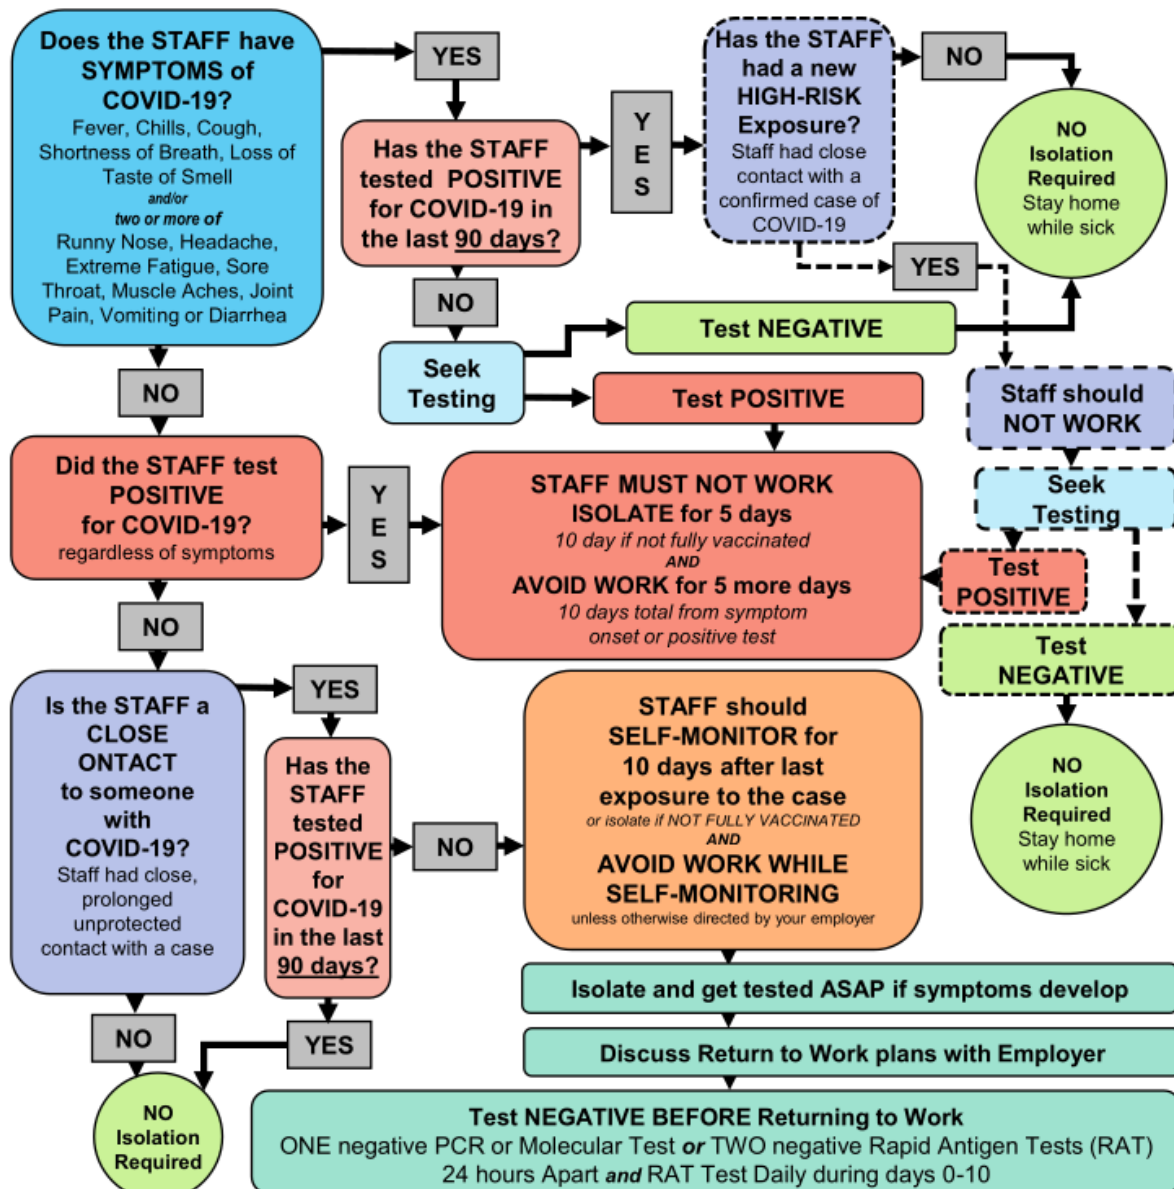 Does the STAFF have
SYMPTOMS of
COVID-19?
Fever, Chills, Cough,
Shortness of Breath, Loss of
Taste of Smell
and/or
two or more of
Runny Nose, Headache,
Extreme Fatigue, Sore
Throat, Muscle Aches, Joint
Pain, Vomiting or Diarrhea
YES
Has the STAFF
tested POSITIVE
for COVID-19 in
the last 90 days?
Y
E
S
Has the STAFF
had a new
HIGH-RISK
Exposure?
Staff had close
contact with a
confirmed case of
COVID-19
NO
NO
Isolation
Required
Stay home
while sick
YES
NO
Seek
Testing
Test NEGATIVE
Test POSITIVE
Staff should
NOT WORK
Seek
Testing
Test
POSITIVE
Test
NEGATIVE
NO
Isolation
Required
Stay home
while sick
NO
Did the STAFF test
POSITIVE
for COVID-19?
regardless of symptoms
Y
E
S
STAFF MUST NOT WORK
ISOLATE for 5 days
10 day if not fully vaccinated
AND
AVOID WORK for 5 more days
10 days total from symptom
onset or positive test
NO
Is the STAFF a
CLOSE
ONTACT
to someone
with
COVID-19?
Staff had close,
prolonged
unprotected
contact with a case
YES
Has the
STAFF
tested
POSITIVE
for
COVID-19
in the last
90 days?
NO
STAFF should
SELF-MONITOR for
10 days after last
exposure to the case
or isolate if NOT FULLY VACCINATED
AND
AVOID WORK WHILE
SELF-MONITORING
unless otherwise directed by your employer
NO
YES
NO
Isolation
Required
Isolate and get tested ASAP if symptoms develop
Discuss Return to Work plans with Employer
Test NEGATIVE BEFORE Returning to Work
ONE negative PCR or Molecular Test or TWO negative Rapid Antigen Tests (RAT)
24 hours Apart and RAT Test Daily during days 0-10